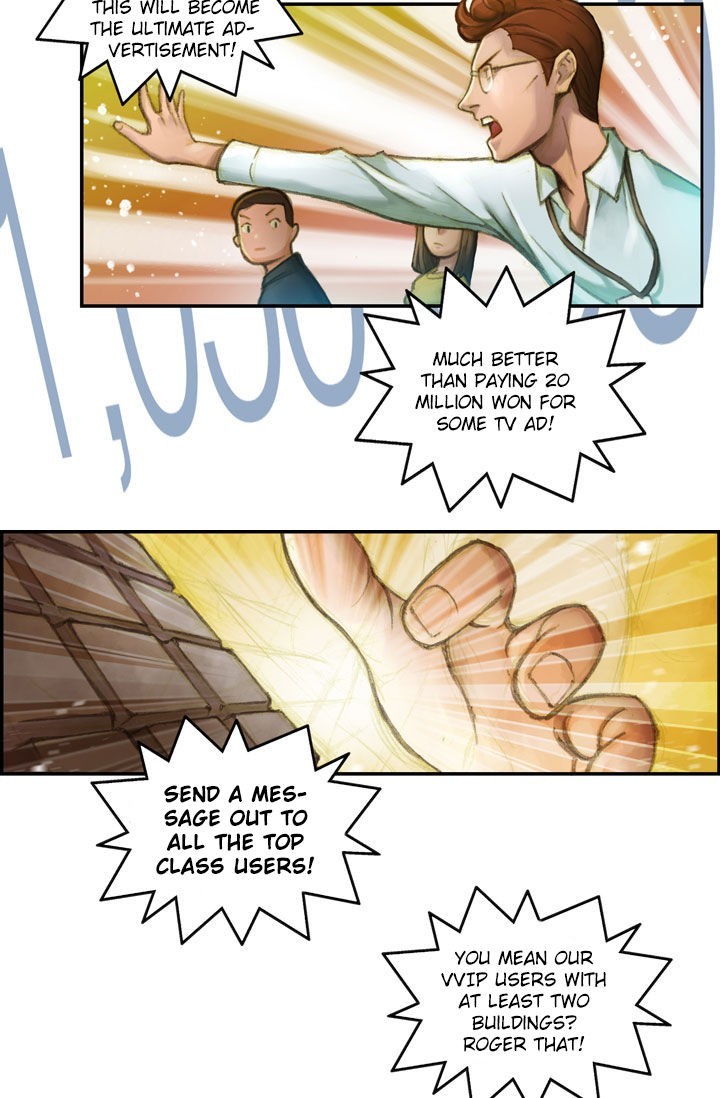 THIS WILL BECOME
THE ULTIMATE AD-
VERTISEMENT!
MUCH BETTER
THAN PAYING 20
MILLION WON FOR
SOME TV AD!
SEND A MES-
SAGE OUT TO
ALL THE TOP
CLASS USERS!
YOU MEAN OUR
VVIP USERS WITH
AT LEAST TWO
BUILDINGS?
ROGER THAT!